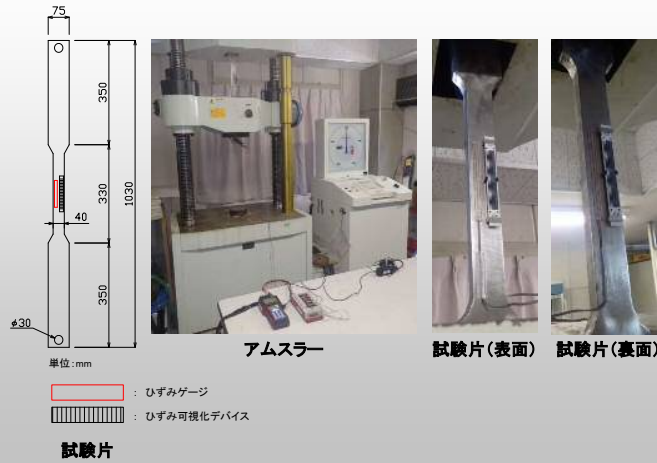 75
350
330
1030
40
350
φ30
単位:mm
: ひずみゲージ
: ひずみ可視化デバイス
試験片
アムスラー
試験片(表面)
試験片(裏面)